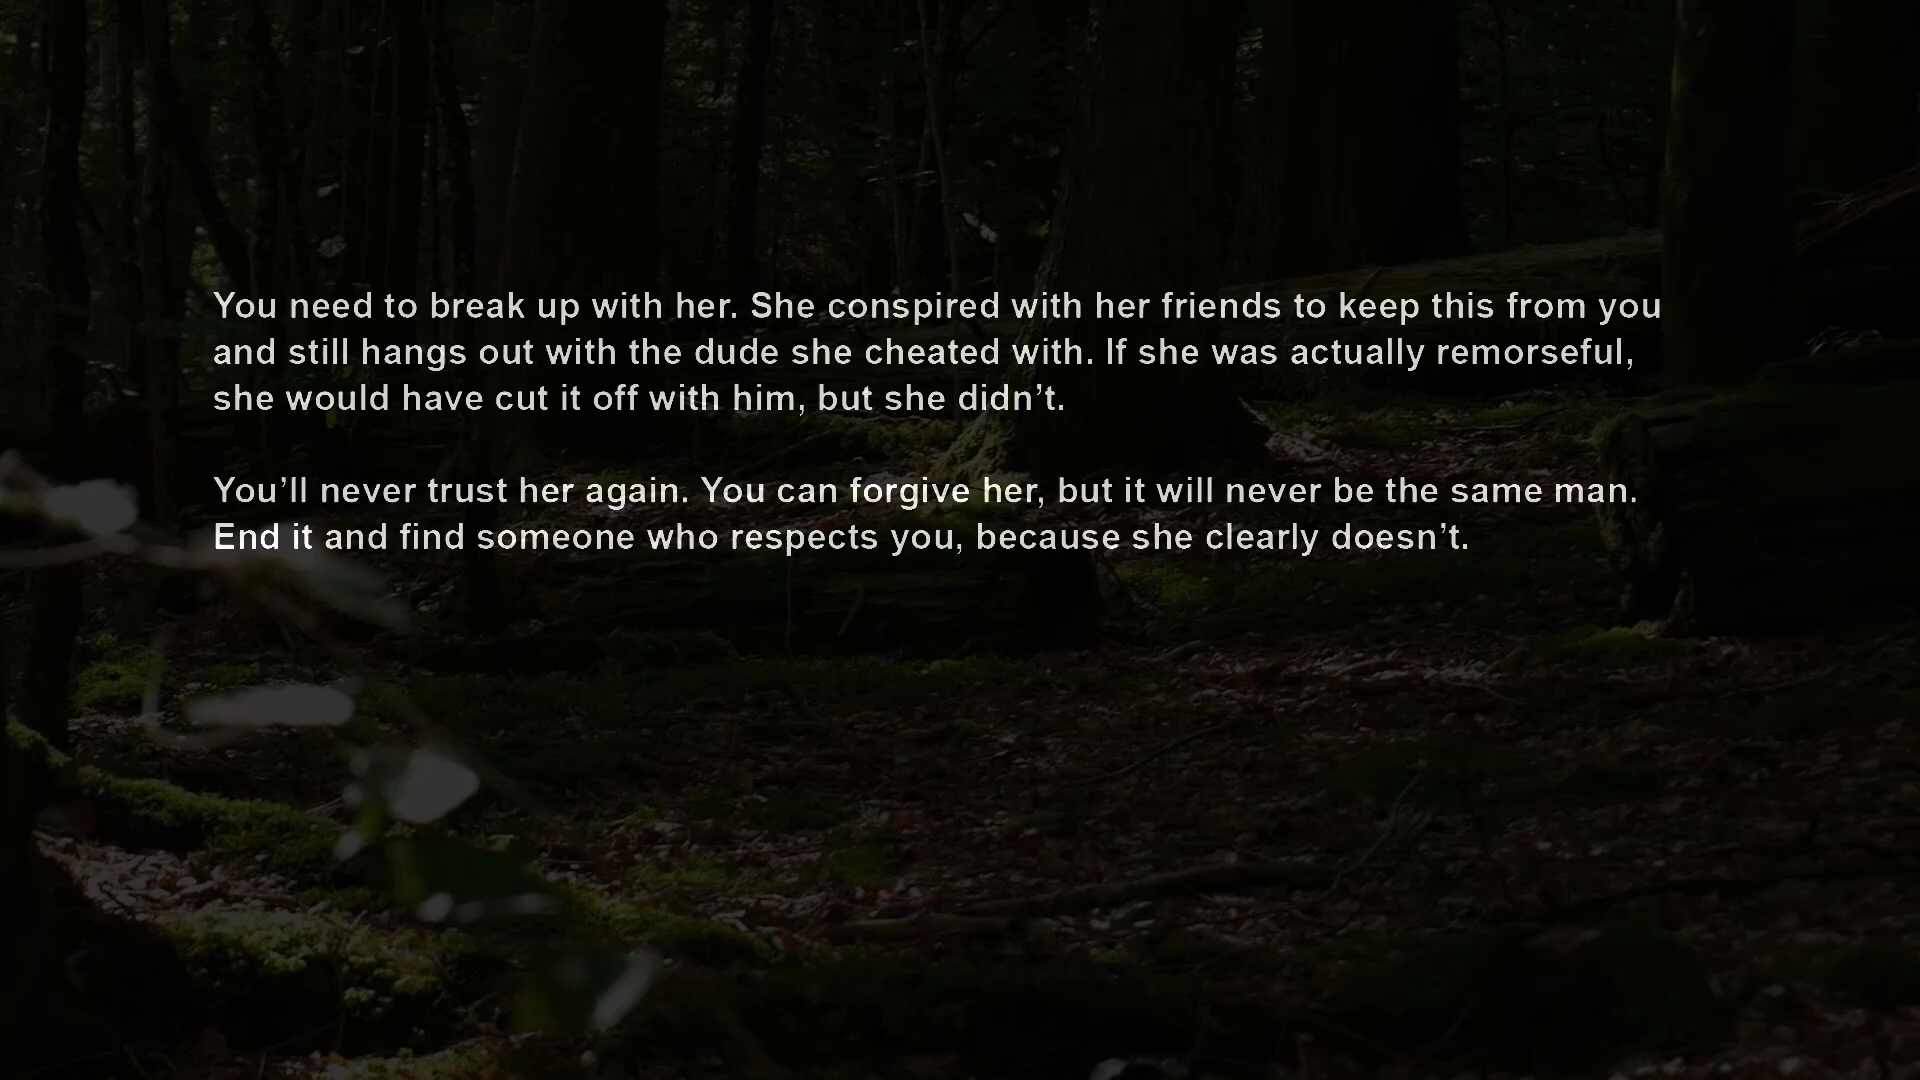 You need to break up with her. She conspired with her friends to keep this from you
and still hangs out with the dude she cheated with. If she was actually remorseful,
she would have cut it off with him, but she didn’t.
You’ll never trust her again. You can forgive her, but it will never be the same man.
End it and find someone who respects you, because she clearly doesn’t.